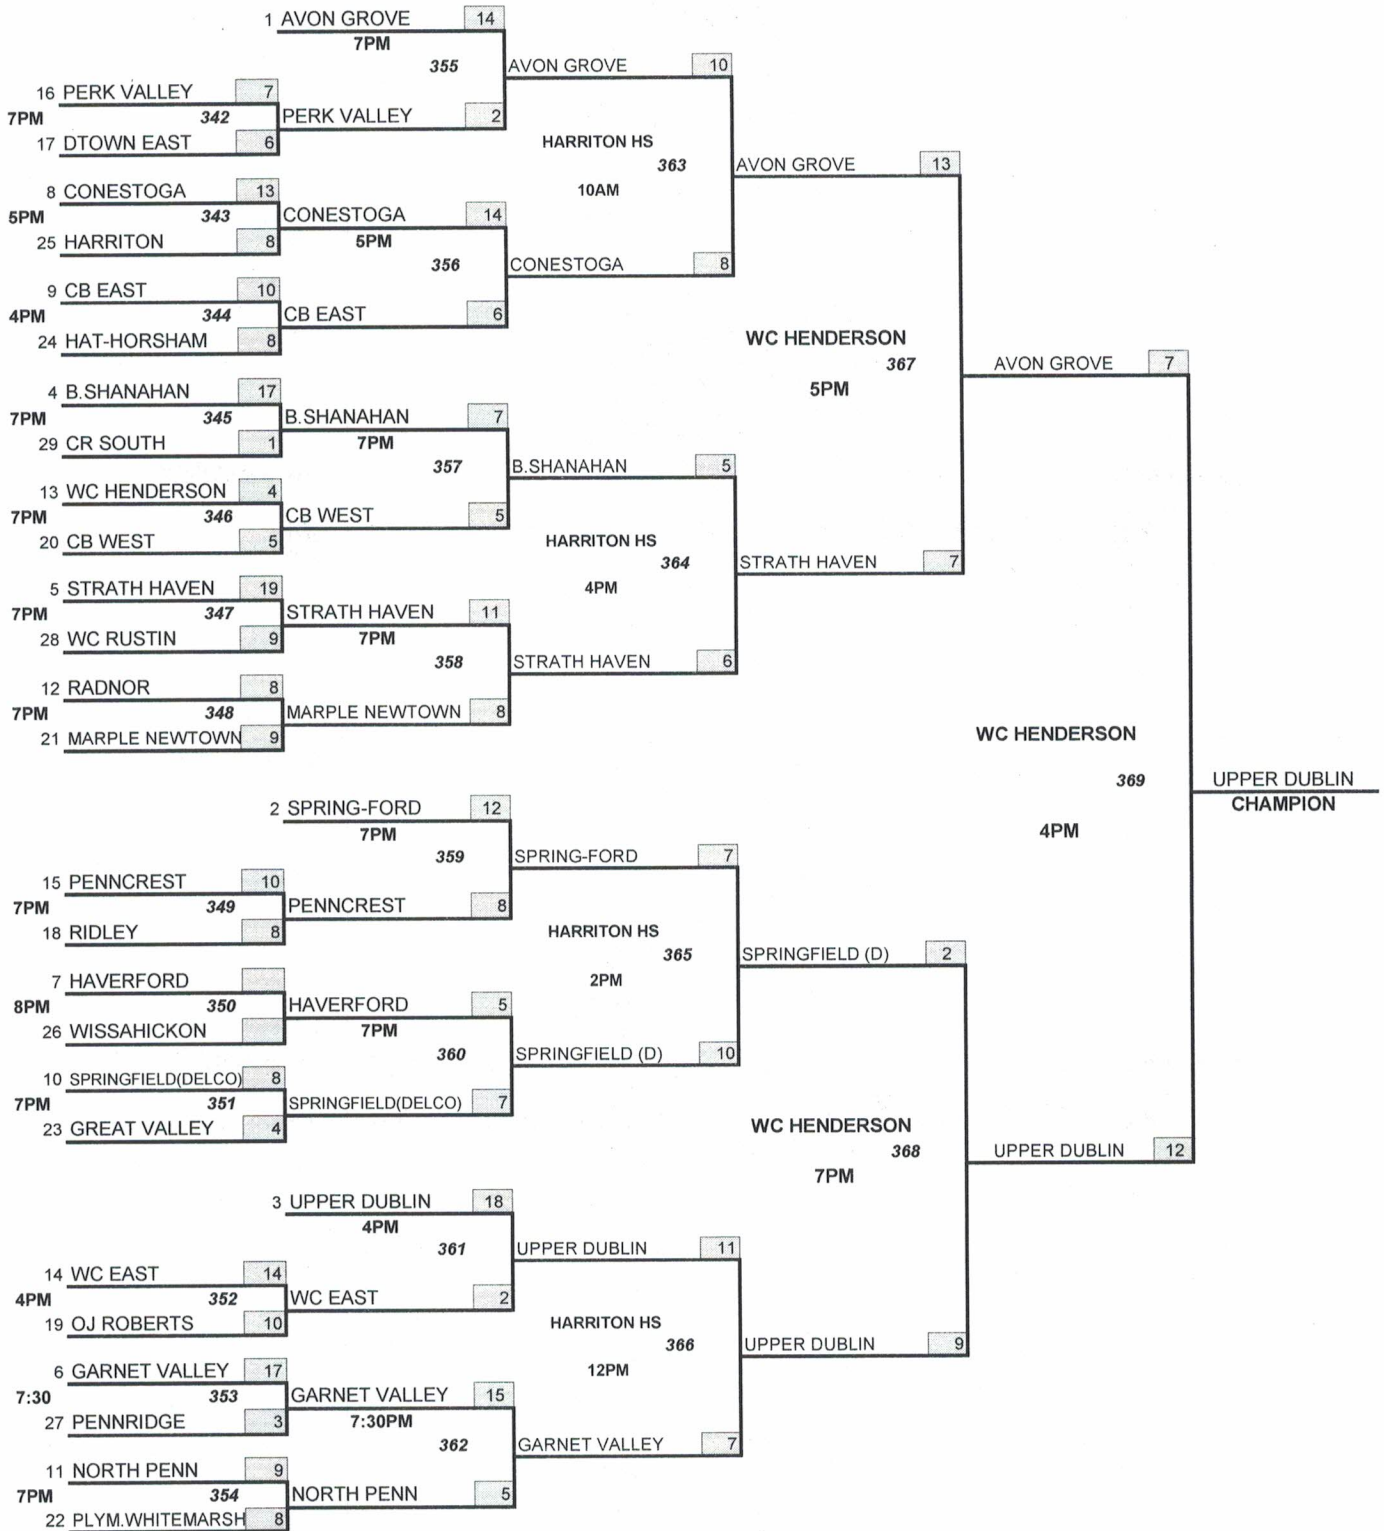 1 AVON GROVE 14
7PM
355
AVON GROVE 10
16 PERK VALLEY 7
7PM 342
PERK VALLEY 2
17 DTOWN EAST 6
HARRITON HS
363
10AM
AVON GROVE 13
8 CONESTOGA 13
5PM 343
CONESTOGA 14
25 HARRITON 8
5PM
356
CONESTOGA 8
9 CB EAST 10
4PM 344
CB EAST 6
24 HAT-HORSHAM 8
WC HENDERSON
367
5PM
AVON GROVE 7
4 B.SHANAHAN 17
7PM 345
B.SHANAHAN 7
29 CR SOUTH 1
7PM
357
B.SHANAHAN 5
13 WC HENDERSON 4
7PM 346
CB WEST 5
20 CB WEST 5
HARRITON HS
364
4PM
STRATH HAVEN 7
5 STRATH HAVEN 19
7PM 347
STRATH HAVEN 11
28 WC RUSTIN 9
7PM
358
STRATH HAVEN 6
12 RADNOR 8
7PM 348
MARPLE NEWTOWN 8
21 MARPLE NEWTOWN 9
WC HENDERSON
369
4PM
UPPER DUBLIN
CHAMPION
2 SPRING-FORD 12
7PM
359
SPRING-FORD 7
15 PENNCREST 10
7PM 349
PENNCREST 8
18 RIDLEY 8
HARRITON HS
365
2PM
SPRINGFIELD (D) 2
7 HAVERFORD
8PM 350
HAVERFORD 5
26 WISSAHICKON
7PM
360
SPRINGFIELD (D) 10
10 SPRINGFIELD(DELCO) 8
7PM 351
SPRINGFIELD(DELCO) 7
23 GREAT VALLEY 4
WC HENDERSON
368
7PM
UPPER DUBLIN 12
3 UPPER DUBLIN 18
4PM
361
UPPER DUBLIN 11
14 WC EAST 14
4PM 352
WC EAST 2
19 OJ ROBERTS 10
HARRITON HS
366
12PM
UPPER DUBLIN 9
6 GARNET VALLEY 17
7:30 353
GARNET VALLEY 15
27 PENNRIDGE 3
7:30PM
362
GARNET VALLEY 7
11 NORTH PENN 9
7PM 354
NORTH PENN 5
22 PLYM.WHITEMARSH 8